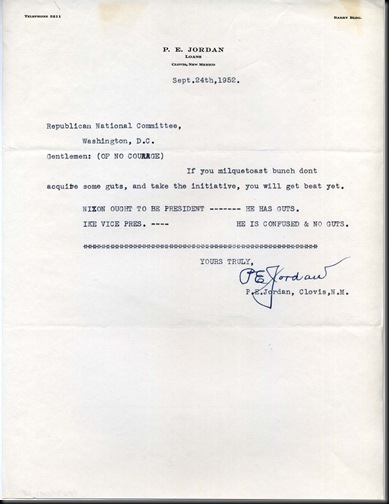 TELEPHONE 5211
BARRY BLDG.
P. E. JORDAN
LOANS
CLOVIS, NEW MEXICO
Sept.24th,1952.
Republican National Committee,
Washington, D.C.
Gentlemen: (OF NO COURAGE)
If you milquetoast bunch dont
acquire some guts, and take the initiative, you will get beat yet.
NIXON OUGHT TO BE PRESIDENT ------- HE HAS GUTS.
IKE VICE PRES. ---- HE IS CONFUSED & NO GUTS.
YOURS TRULY,
P E Jordan
P.E.Jordan, Clovis,N.M.